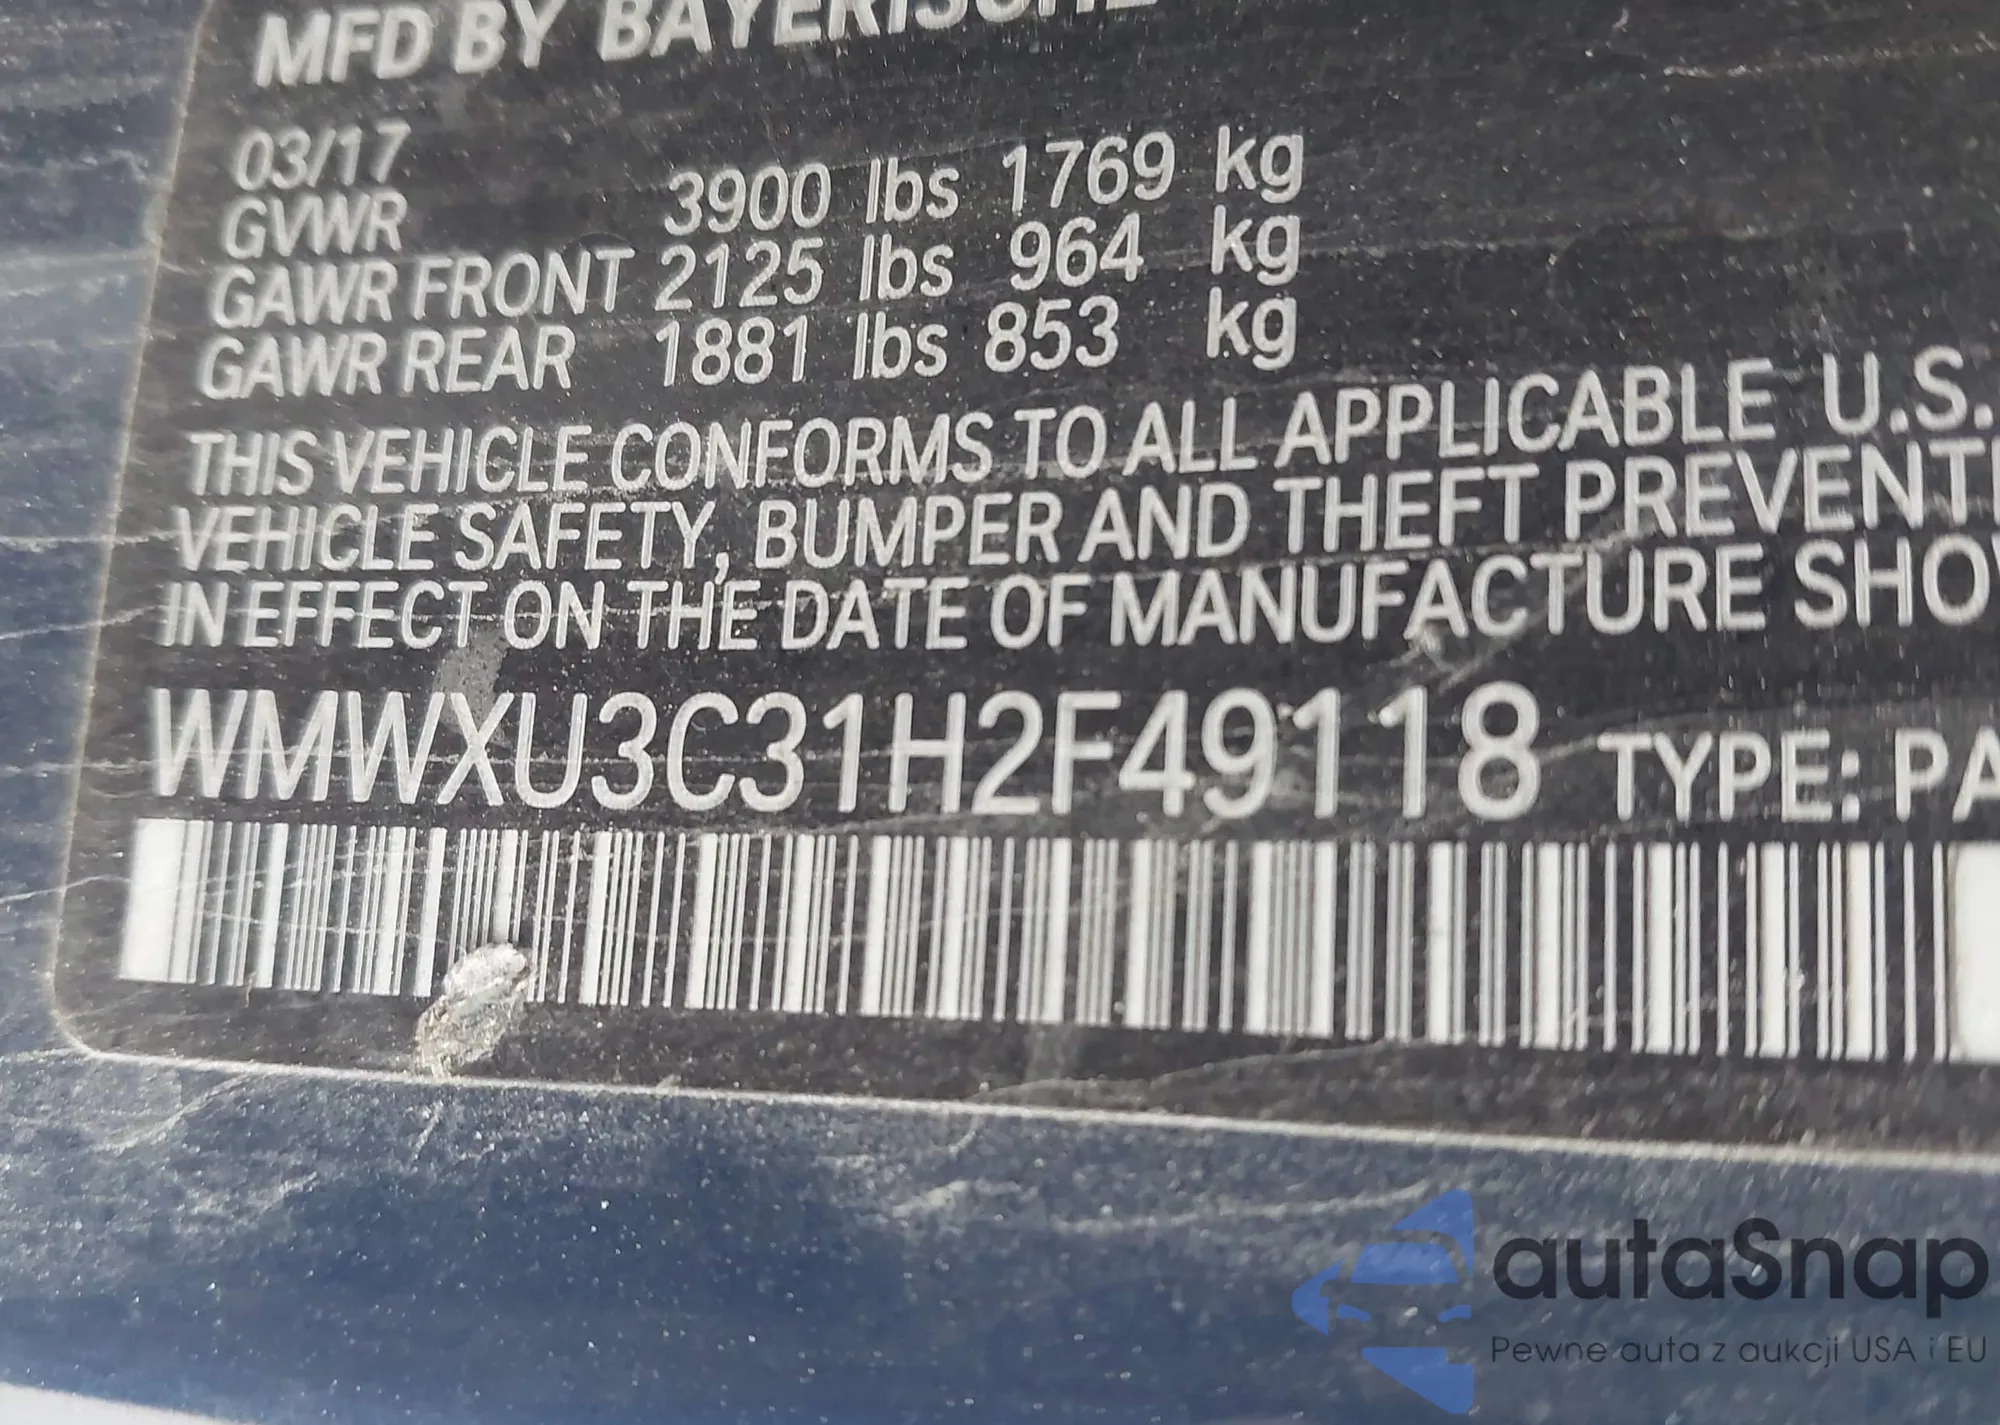 MFD BY BAYERISCHE
03/17
GVWR 3900 lbs 1769 kg
GAWR FRONT 2125 lbs 964 kg
GAWR REAR 1881 lbs 853 kg
THIS VEHICLE CONFORMS TO ALL APPLICABLE U.S.
VEHICLE SAFETY, BUMPER AND THEFT PREVENTI
IN EFFECT ON THE DATE OF MANUFACTURE SHO
WMWXU3C31H2F49118 TYPE: PA
autaSnap
Pewne auta z aukcji USA i EU